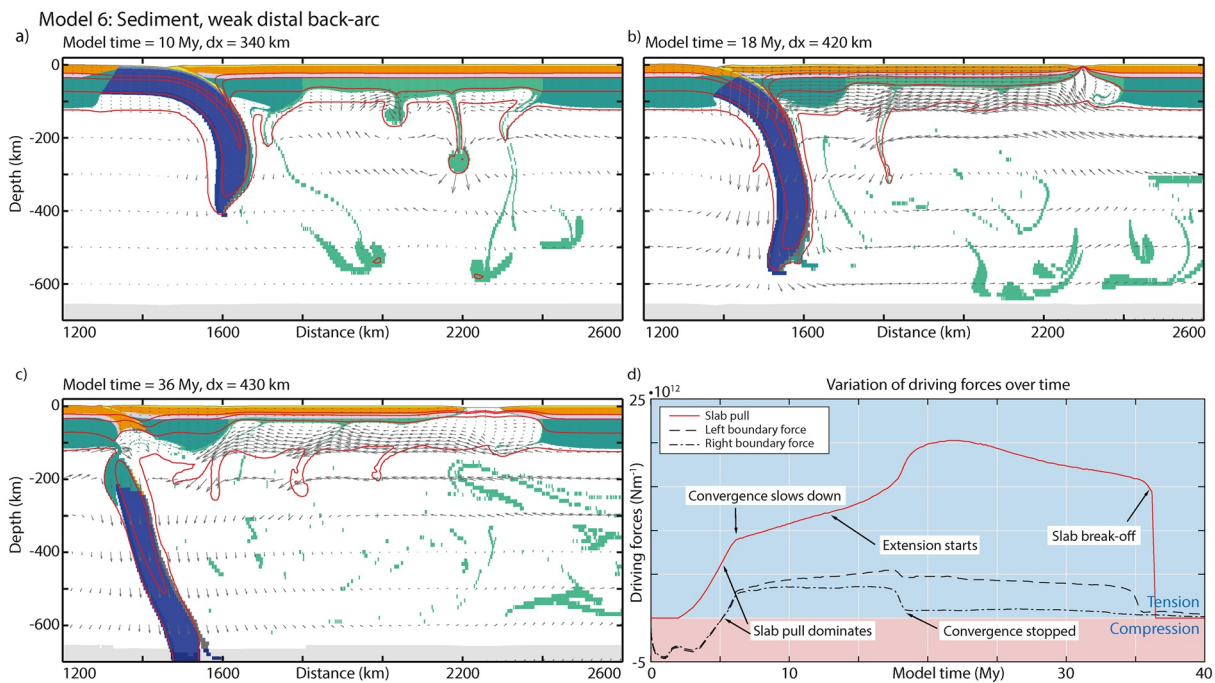 Model 6: Sediment, weak distal back-arc
a)
Model time = 10 My, dx = 340 km
0
-200
-400
-600
Depth (km)
1200
1600
Distance (km)
2200
2600
b)
Model time = 18 My, dx = 420 km
1200
1600
Distance (km)
2200
2600
c)
Model time = 36 My, dx = 430 km
0
-200
-400
-600
Depth (km)
1200
1600
Distance (km)
2200
2600
d)
Variation of driving forces over time
•10¹²
25
-5
Driving forces (Nm⁻¹)
Slab pull
Left boundary force
Right boundary force
Convergence slows down
Extension starts
Slab break-off
Slab pull dominates
Convergence stopped
Tension
Compression
0
10
Model time (My)
30
40